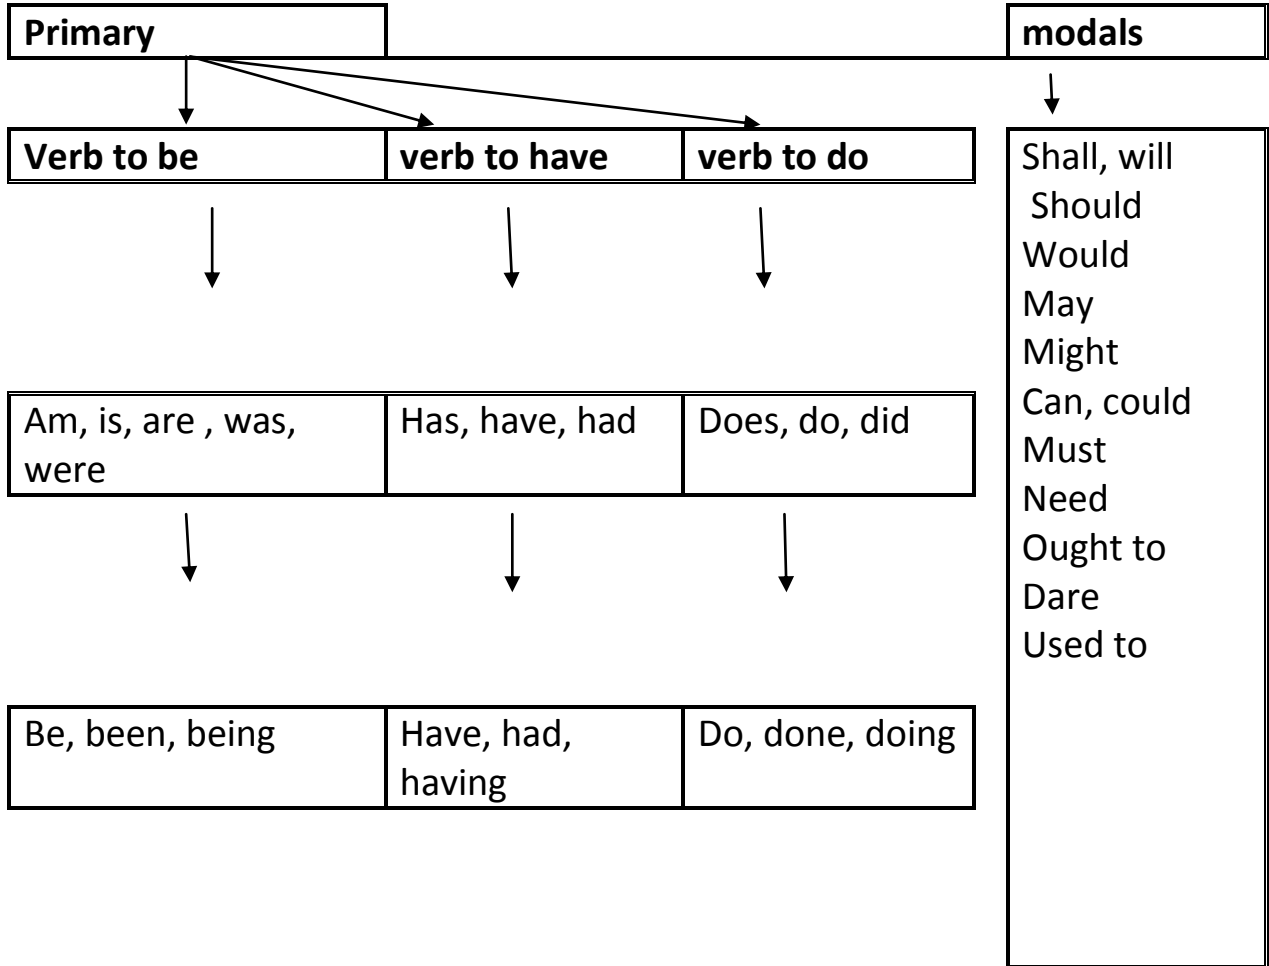 Primary
modals
Verb to be
verb to have
verb to do
Am, is, are , was,
were
Has, have, had
Does, do, did
Be, been, being
Have, had,
having
Do, done, doing
Shall, will
Should
Would
May
Might
Can, could
Must
Need
Ought to
Dare
Used to